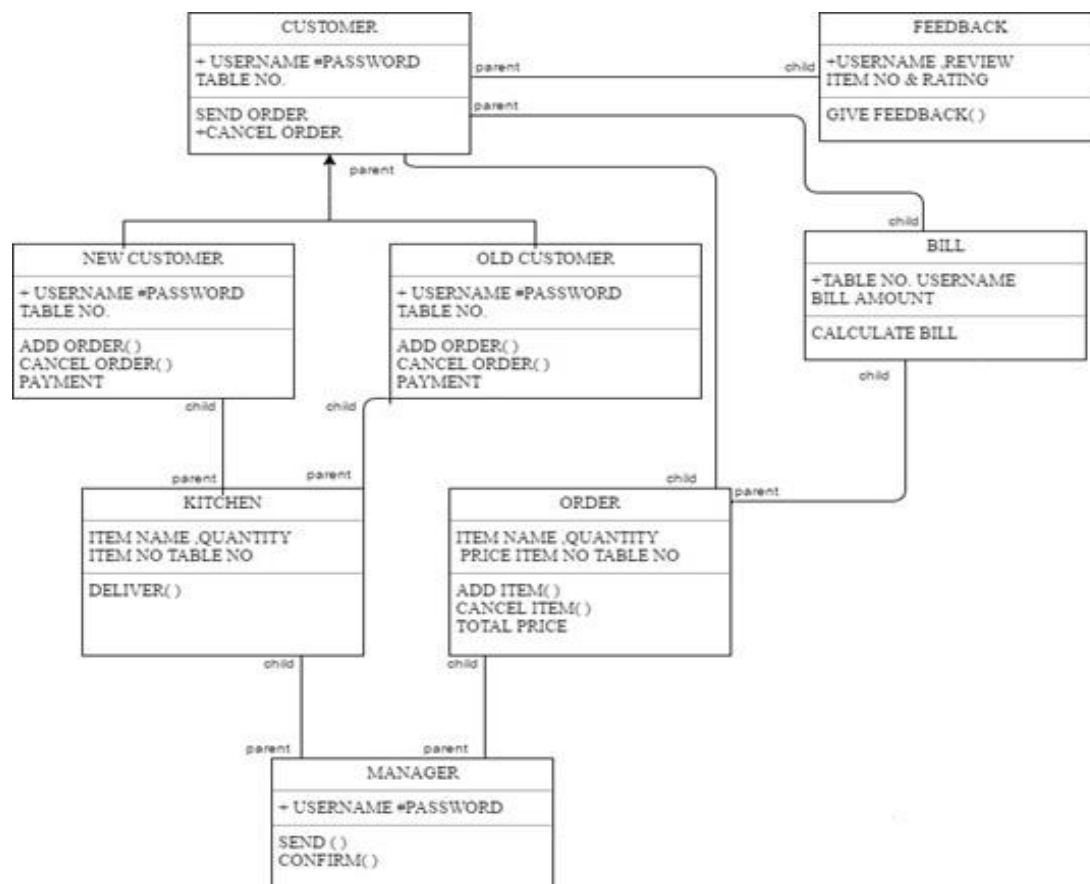 CUSTOMER
+ USERNAME #PASSWORD
TABLE NO.
SEND ORDER
+CANCEL ORDER
FEEDBACK
+USERNAME ,REVIEW
ITEM NO & RATING
GIVE FEEDBACK( )
parent
child
parent
parent
child
NEW CUSTOMER
+ USERNAME #PASSWORD
TABLE NO.
ADD ORDER( )
CANCEL ORDER( )
PAYMENT
OLD CUSTOMER
+ USERNAME #PASSWORD
TABLE NO.
ADD ORDER( )
CANCEL ORDER( )
PAYMENT
BILL
+TABLE NO. USERNAME
BILL AMOUNT
CALCULATE BILL
child
child
child
parent
parent
child
parent
KITCHEN
ITEM NAME ,QUANTITY
ITEM NO TABLE NO
DELIVER( )
ORDER
ITEM NAME ,QUANTITY
PRICE ITEM NO TABLE NO
ADD ITEM( )
CANCEL ITEM( )
TOTAL PRICE
child
child
parent
parent
MANAGER
+ USERNAME #PASSWORD
SEND ( )
CONFIRM( )